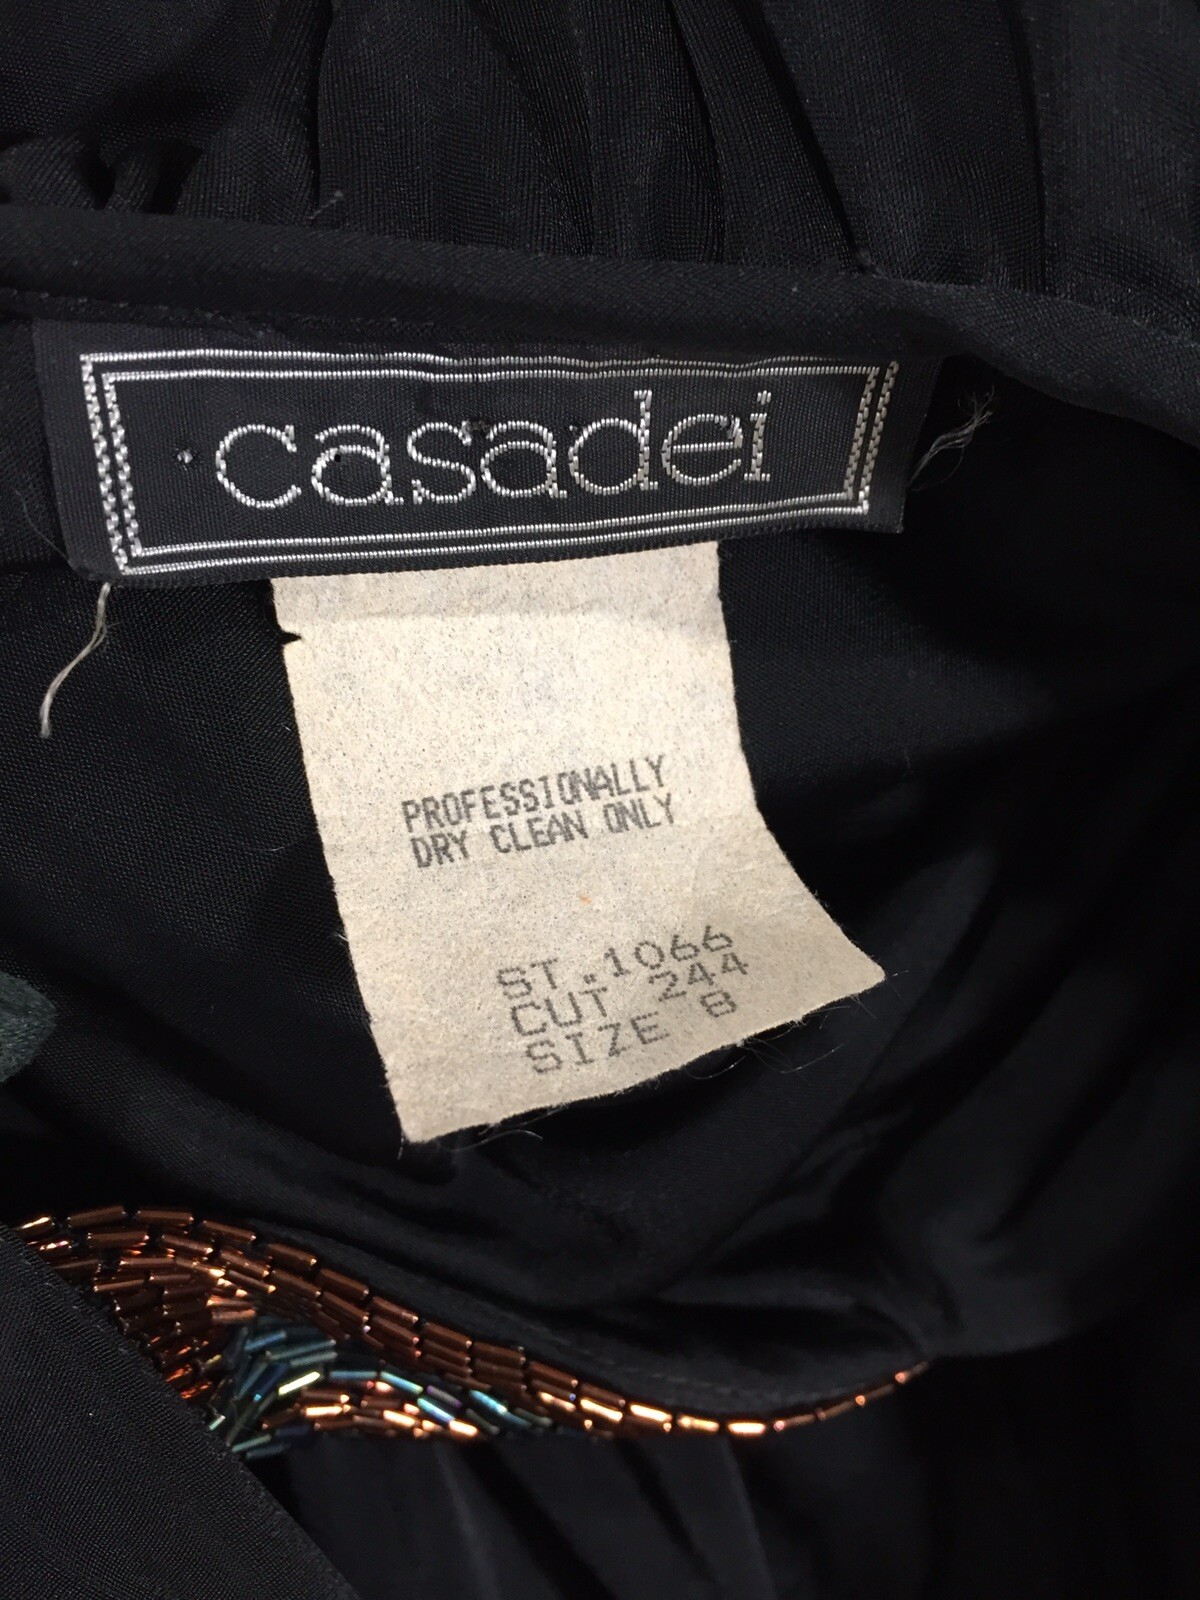 casadei
PROFESSIONALLY
DRY CLEAN ONLY
ST.1066
CUT 244
SIZE 8